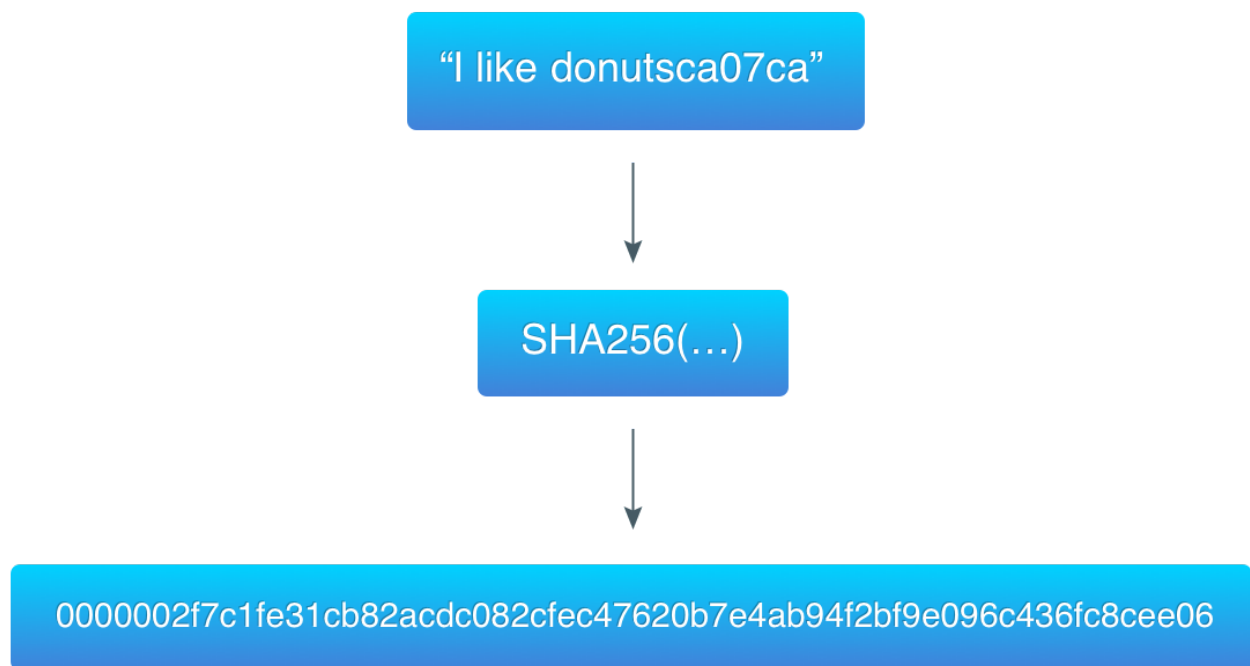 “I like donutsca07ca”
SHA256(…)
0000002f7c1fe31cb82acdc082cfec47620b7e4ab94f2bf9e096c436fc8cee06